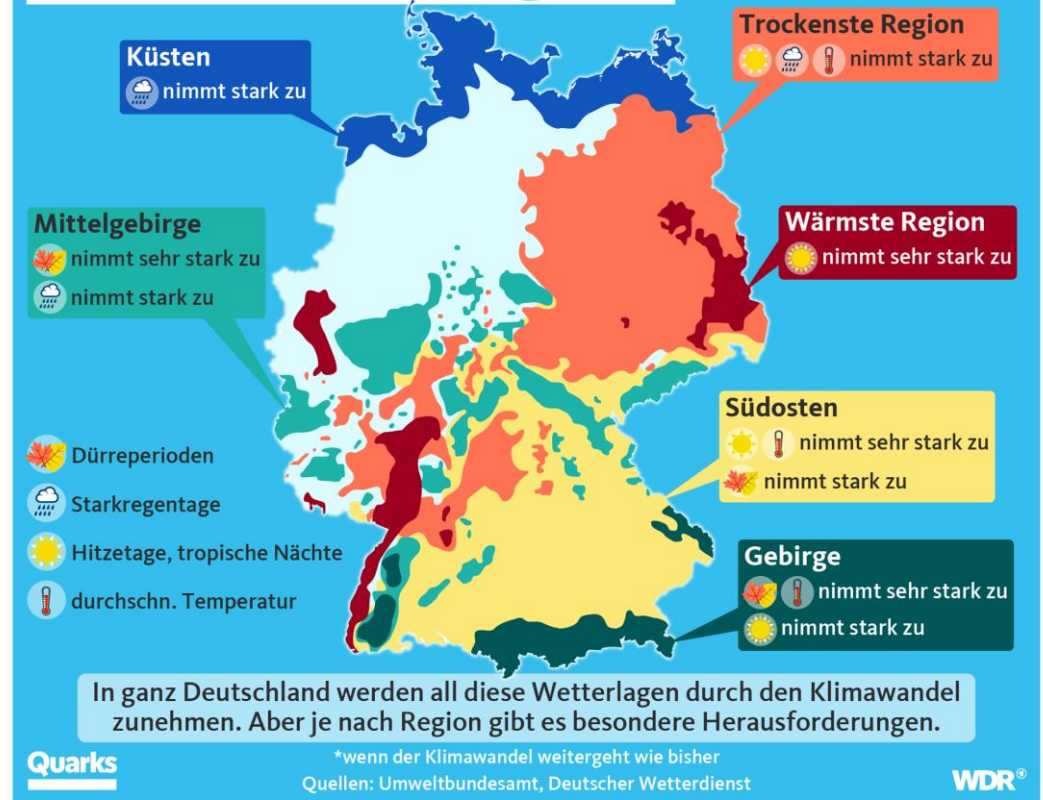 Trockenste Region
nimmt stark zu
Küsten
nimmt stark zu
Mittelgebirge
nimmt sehr stark zu
nimmt stark zu
Wärmste Region
nimmt sehr stark zu
Südosten
nimmt sehr stark zu
nimmt stark zu
Dürreperioden
Starkregentage
Hitzetage, tropische Nächte
durchschn. Temperatur
Gebirge
nimmt sehr stark zu
nimmt stark zu
In ganz Deutschland werden all diese Wetterlagen durch den Klimawandel
zunehmen. Aber je nach Region gibt es besondere Herausforderungen.
*wenn der Klimawandel weitergeht wie bisher
Quellen: Umweltbundesamt, Deutscher Wetterdienst
Quarks
WDR®